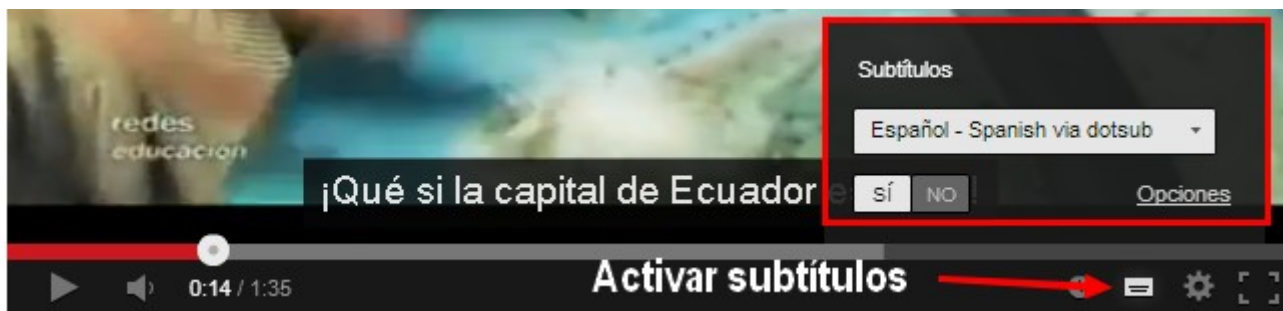 Subtítulos
Español - Spanish via dotsub
redes
educación
¡Qué si la capital de Ecuador
SÍ NO Opciones
Activar subtítulos
0:14 / 1:35